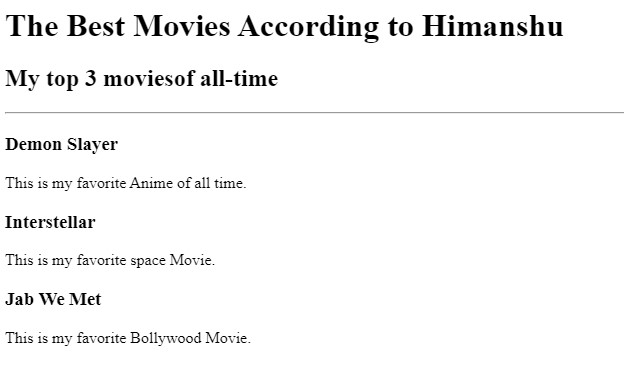 The Best Movies According to Himanshu
My top 3 moviesof all-time
Demon Slayer
This is my favorite Anime of all time.
Interstellar
This is my favorite space Movie.
Jab We Met
This is my favorite Bollywood Movie.